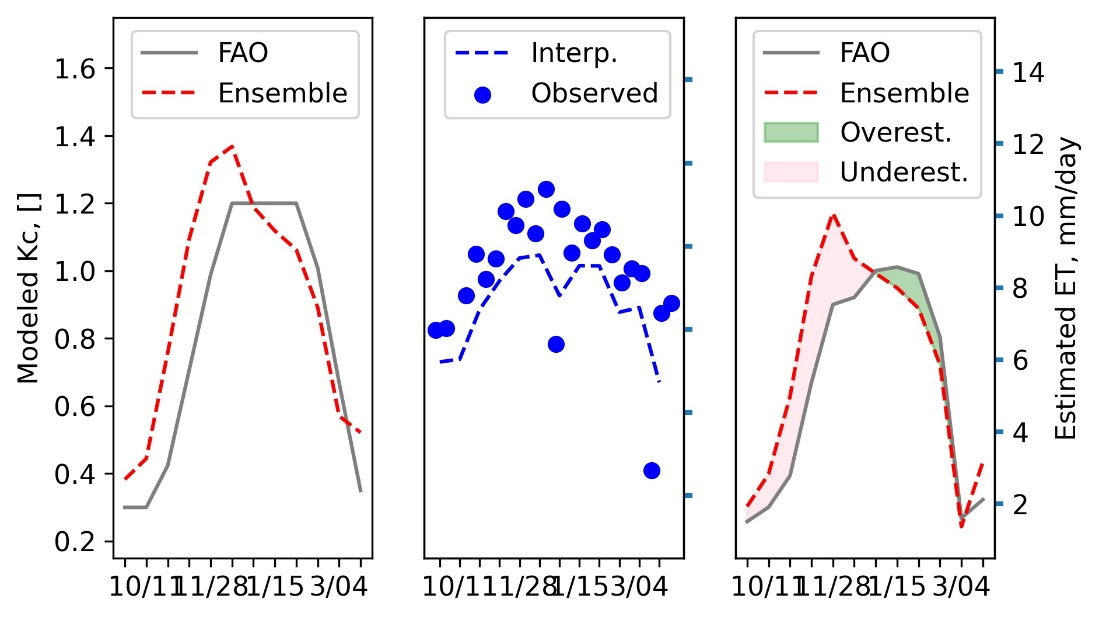 Modeled Kc, []
1.6
1.4
1.2
1.0
0.8
0.6
0.4
0.2
FAO
Ensemble
10/11
11/28
1/15
3/04
Interp.
Observed
10/11
11/28
1/15
3/04
FAO
Ensemble
Overest.
Underest.
10/11
11/28
1/15
3/04
14
12
10
8
6
4
2
Estimated ET, mm/day